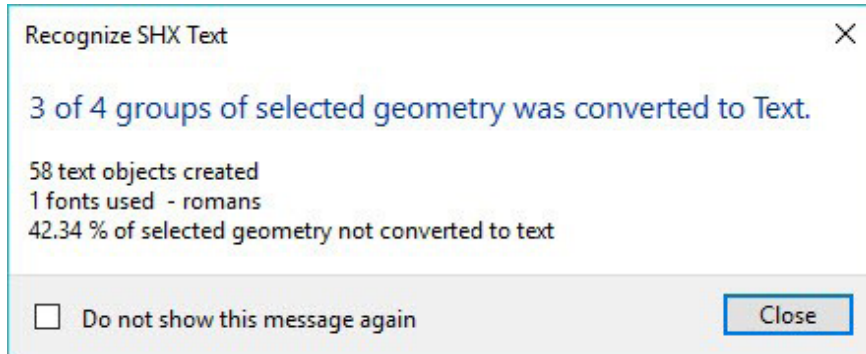 Recognize SHX Text
3 of 4 groups of selected geometry was converted to Text.
58 text objects created
1 fonts used  - romans
42.34 % of selected geometry not converted to text
Do not show this message again
Close